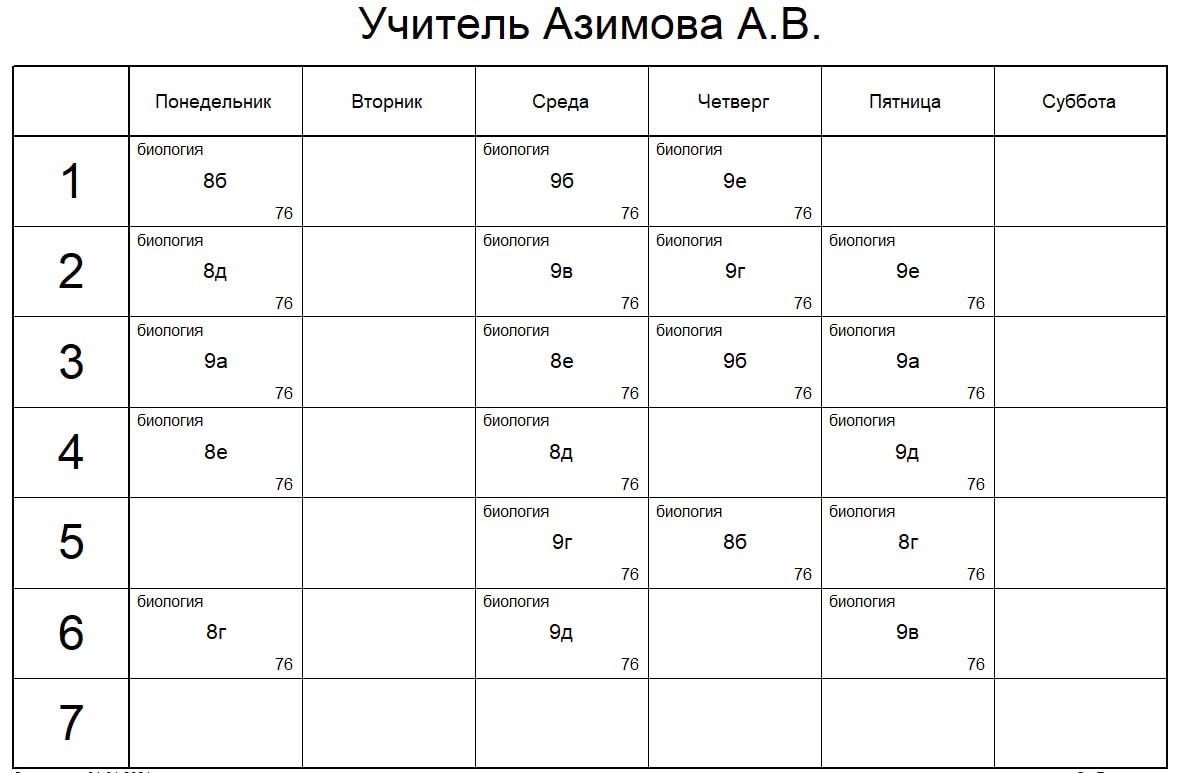 Учитель Азимова А.В.
Понедельник Вторник Среда Четверг Пятница Суббота
1
биология биология биология
8б 9б 9е
76 76 76
2
биология биология биология биология
8д 9в 9г 9е
76 76 76 76
3
биология биология биология биология
9а 8е 9б 9а
76 76 76 76
4
биология биология биология
8е 8д 9д
76 76 76
5
биология биология биология
9г 8б 8г
76 76 76
6
биология биология биология
8г 9д 9в
76 76 76
7